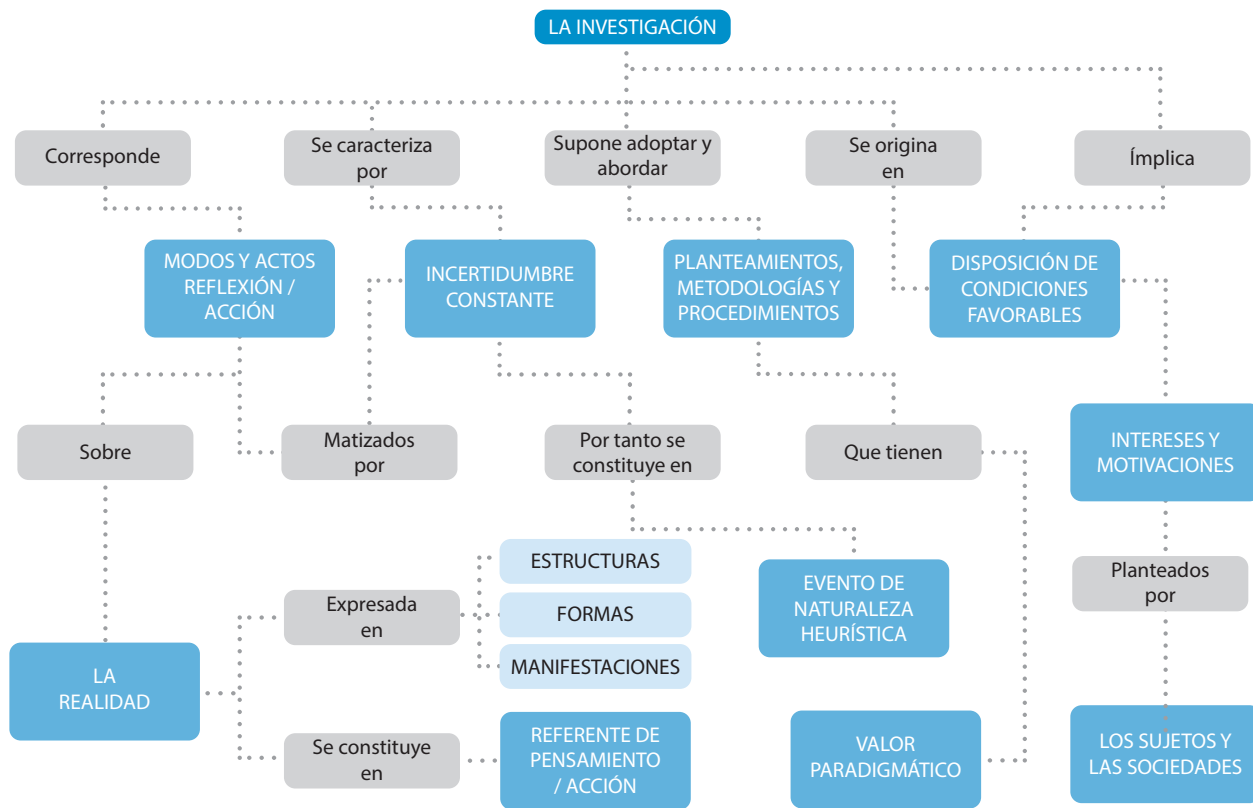 LA INVESTIGACIÓN
Corresponde
Se caracteriza
por
Supone adoptar y
abordar
Se origina
en
Ímplica
MODOS Y ACTOS
REFLEXIÓN /
ACCIÓN
INCERTIDUMBRE
CONSTANTE
PLANTEAMIENTOS,
METODOLOGÍAS Y
PROCEDIMIENTOS
DISPOSICIÓN DE
CONDICIONES
FAVORABLES
Sobre
Matizados
por
Por tanto se
constituye en
Que tienen
INTERESES Y
MOTIVACIONES
Expresada
en
ESTRUCTURAS
FORMAS
MANIFESTACIONES
EVENTO DE
NATURALEZA
HEURÍSTICA
Planteados
por
LA
REALIDAD
Se constituye
en
REFERENTE DE
PENSAMIENTO
/ ACCIÓN
VALOR
PARADIGMÁTICO
LOS SUJETOS Y
LAS SOCIEDADES